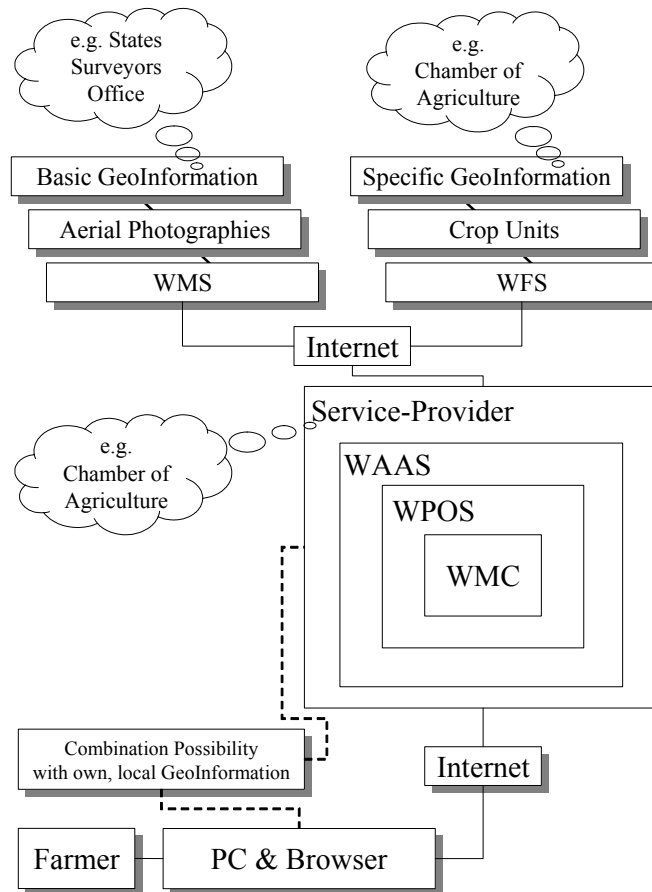 e.g. States
Surveyors
Office
e.g.
Chamber of
Agriculture
Basic GeoInformation
Specific GeoInformation
Aerial Photographies
Crop Units
WMS
WFS
Internet
Service-Provider
e.g.
Chamber of
Agriculture
WAAS
WPOS
WMC
Combination Possibility
with own, local GeoInformation
Internet
Farmer
PC & Browser